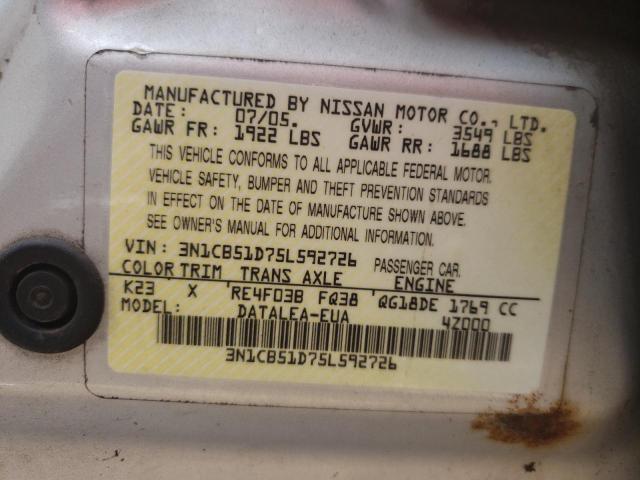 MANUFACTURED BY NISSAN MOTOR CO., LTD.
DATE: 07/05. GVWR: 3549 LBS
GAWR FR: 1922 LBS GAWR RR: 1688 LBS
THIS VEHICLE CONFORMS TO ALL APPLICABLE FEDERAL MOTOR.
VEHICLE SAFETY, BUMPER AND THEFT PREVENTION STANDARDS
IN EFFECT ON THE DATE OF MANUFACTURE SHOWN ABOVE.
SEE OWNER'S MANUAL FOR ADDITIONAL INFORMATION.
VIN: 3N1CB51D75L592726 PASSENGER CAR.
COLOR TRIM TRANS AXLE ENGINE
K23 X 'RE4F03B FQ38 'QG18DE 1769 CC
MODEL: DATALEA-EUA 4Z000
3N1CB51D75L592726